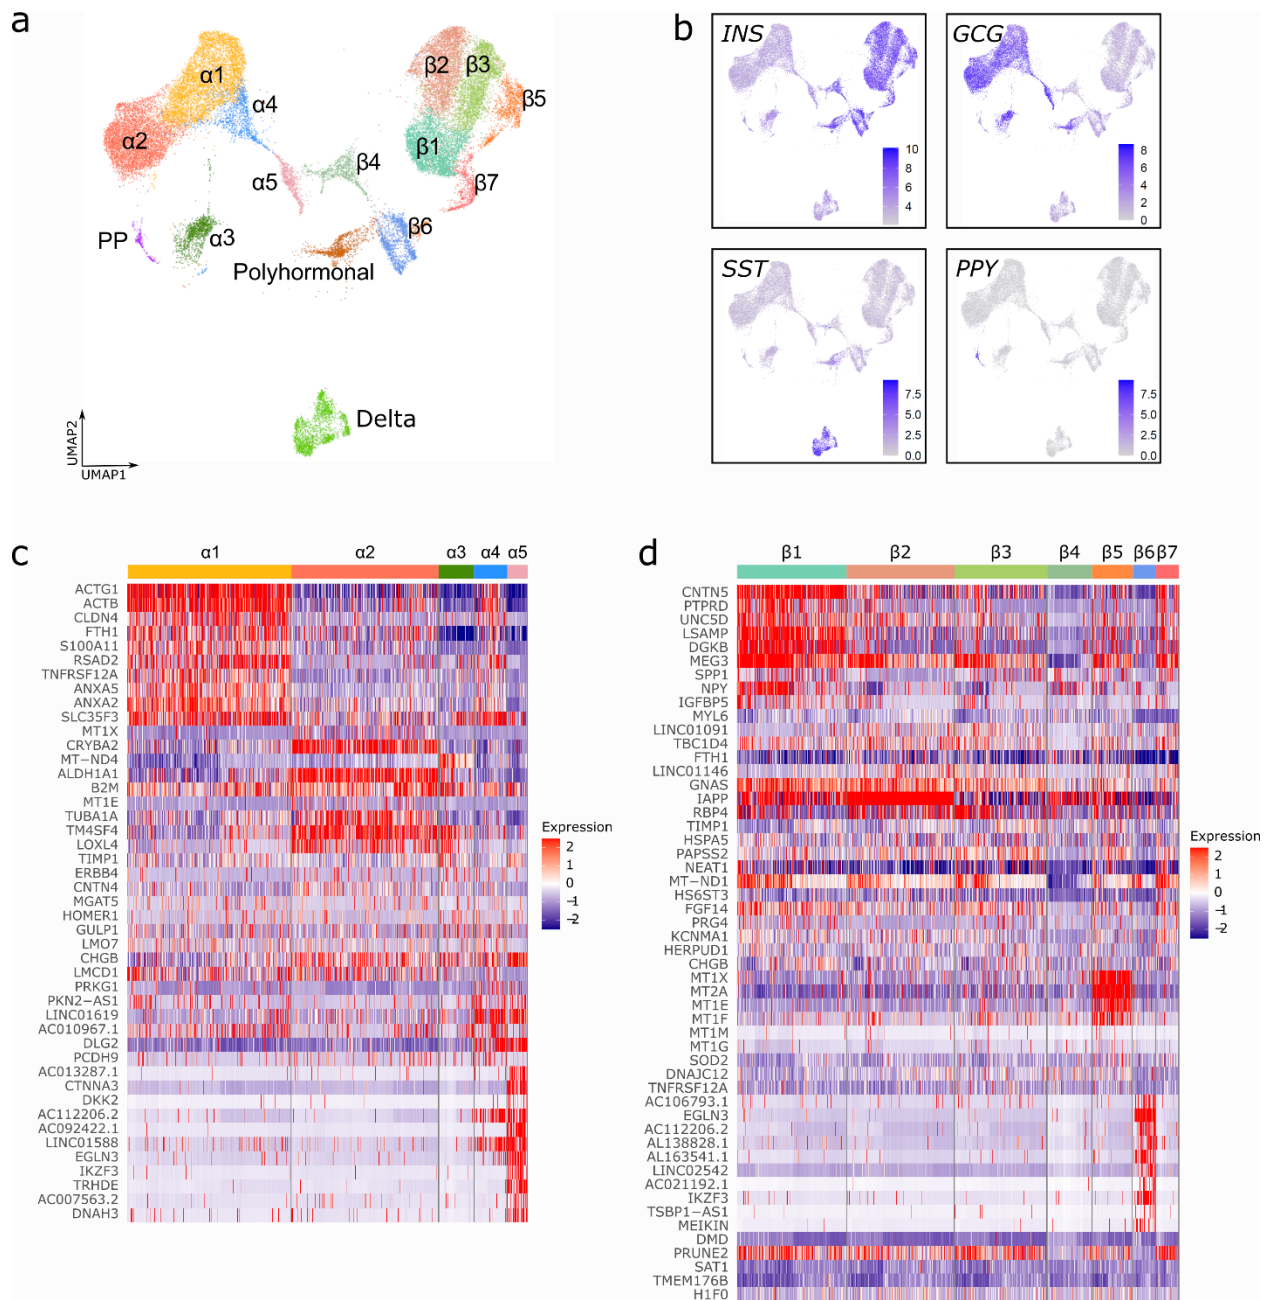 a
α1
α4
α2
α5
β4
β2
β3
β5
β1
β7
β6
PP
α3
Polyhormonal
Delta
UMAP2
UMAP1
b
INS
10
8
6
4
2
GCG
8
6
4
2
0
SST
7.5
5.0
2.5
0.0
PPY
7.5
5.0
2.5
0.0
c
α1 α2 α3 α4 α5
ACTG1
ACTB
CLDN4
FTH1
S100A11
RSAD2
TNFRSF12A
ANXA5
ANXA2
SLC35F3
MT1X
CRYBA2
MT−ND4
ALDH1A1
B2M
MT1E
TUBA1A
TM4SF4
LOXL4
TIMP1
ERBB4
CNTN4
MGAT5
HOMER1
GULP1
LMO7
CHGB
LMCD1
PRKG1
PKN2−AS1
LINC01619
AC010967.1
DLG2
PCDH9
AC013287.1
CTNNA3
DKK2
AC112206.2
AC092422.1
LINC01588
EGLN3
IKZF3
TRHDE
AC007563.2
DNAH3
Expression
2
1
0
−1
−2
d
β1 β2 β3 β4 β5 β6 β7
CNTN5
PTPRD
UNC5D
LSAMP
DGKB
MEG3
SPP1
NPY
IGFBP5
MYL6
LINC01091
TBC1D4
FTH1
LINC01146
GNAS
IAPP
RBP4
TIMP1
HSPA5
PAPSS2
NEAT1
MT−ND1
HS6ST3
FGF14
PRG4
KCNMA1
HERPUD1
CHGB
MT1X
MT2A
MT1E
MT1F
MT1M
MT1G
SOD2
DNAJC12
TNFRSF12A
AC106793.1
EGLN3
AC112206.2
AL138828.1
AL163541.1
LINC02542
AC021192.1
IKZF3
TSBP1−AS1
MEIKIN
DMD
PRUNE2
SAT1
TMEM176B
H1F0
Expression
2
1
0
−1
−2